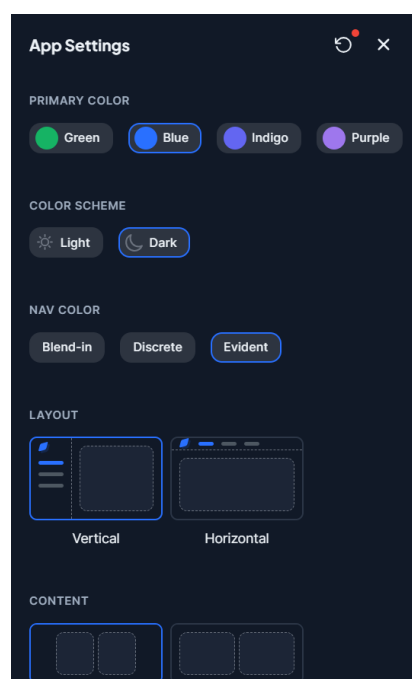 App Settings
PRIMARY COLOR
Green Blue Indigo Purple
COLOR SCHEME
Light Dark
NAV COLOR
Blend-in Discrete Evident
LAYOUT
Vertical Horizontal
CONTENT